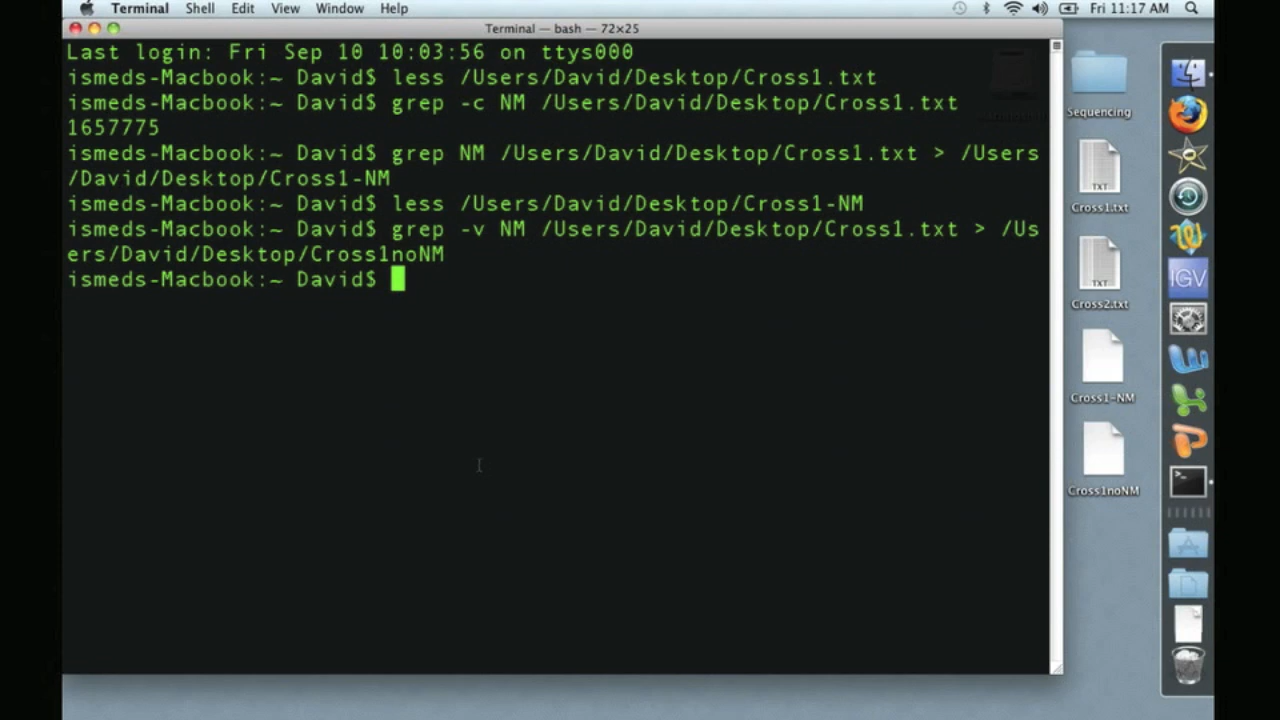 Terminal Shell Edit View Window Help Fri 11:17 AM
Terminal — bash — 72×25
Last login: Fri Sep 10 10:03:56 on ttys000
ismeds-Macbook:~ David$ less /Users/David/Desktop/Cross1.txt
ismeds-Macbook:~ David$ grep -c NM /Users/David/Desktop/Cross1.txt
1657775
ismeds-Macbook:~ David$ grep NM /Users/David/Desktop/Cross1.txt > /Users
/David/Desktop/Cross1-NM
ismeds-Macbook:~ David$ less /Users/David/Desktop/Cross1-NM
ismeds-Macbook:~ David$ grep -v NM /Users/David/Desktop/Cross1.txt > /Us
ers/David/Desktop/Cross1noNM
ismeds-Macbook:~ David$
Sequencing
TXT
Cross1.txt
TXT
Cross2.txt
Cross1-NM
Cross1noNM
IGV